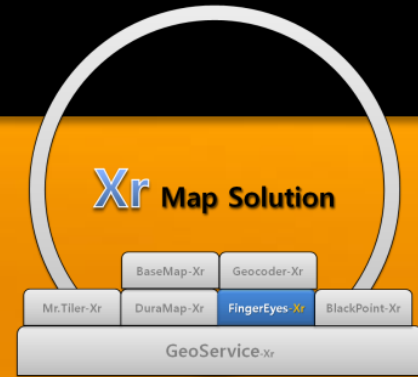 Xr Map Solution
BaseMap-Xr Geocoder-Xr
Mr.Tiler-Xr DuraMap-Xr FingerEyes-Xr BlackPoint-Xr
GeoService-Xr